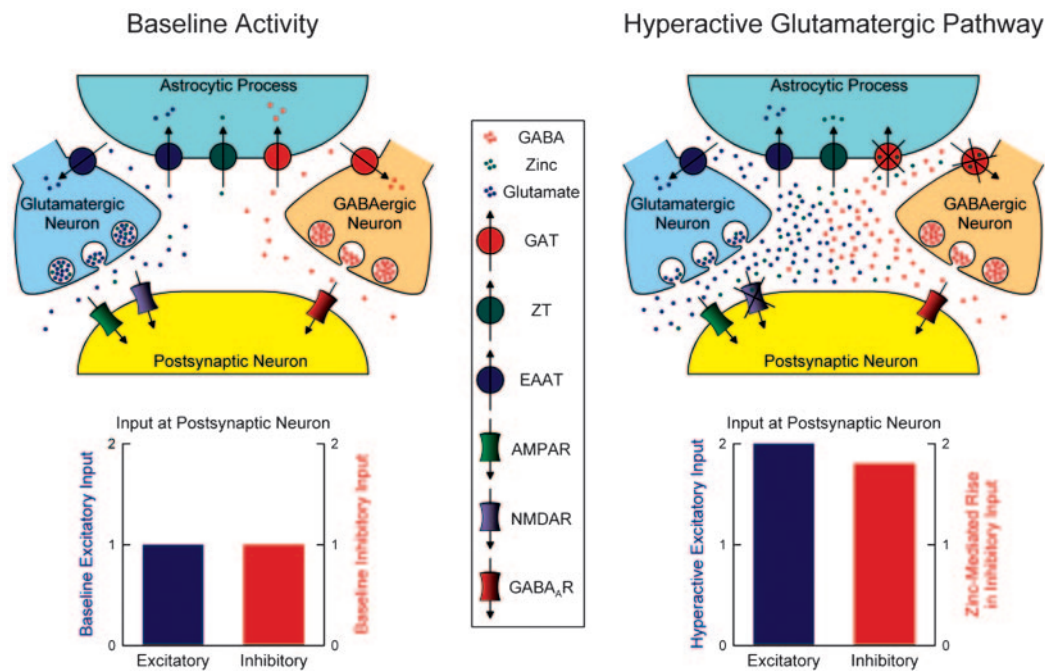 Baseline Activity
Hyperactive Glutamatergic Pathway
Astrocytic Process
Glutamatergic
Neuron
GABAergic
Neuron
Postsynaptic Neuron
GABA
Zinc
Glutamate
GAT
ZT
EAAT
AMPAR
NMDAR
GABA_AR
Astrocytic Process
Glutamatergic
Neuron
GABAergic
Neuron
Postsynaptic Neuron
Input at Postsynaptic Neuron
Baseline Excitatory Input
2
1
0
2
1
0
Baseline Inhibitory Input
Excitatory
Inhibitory
Input at Postsynaptic Neuron
Hyperactive Excitatory Input
2
1
0
2
1
0
Zinc-Mediated Rise
in Inhibitory Input
Excitatory
Inhibitory